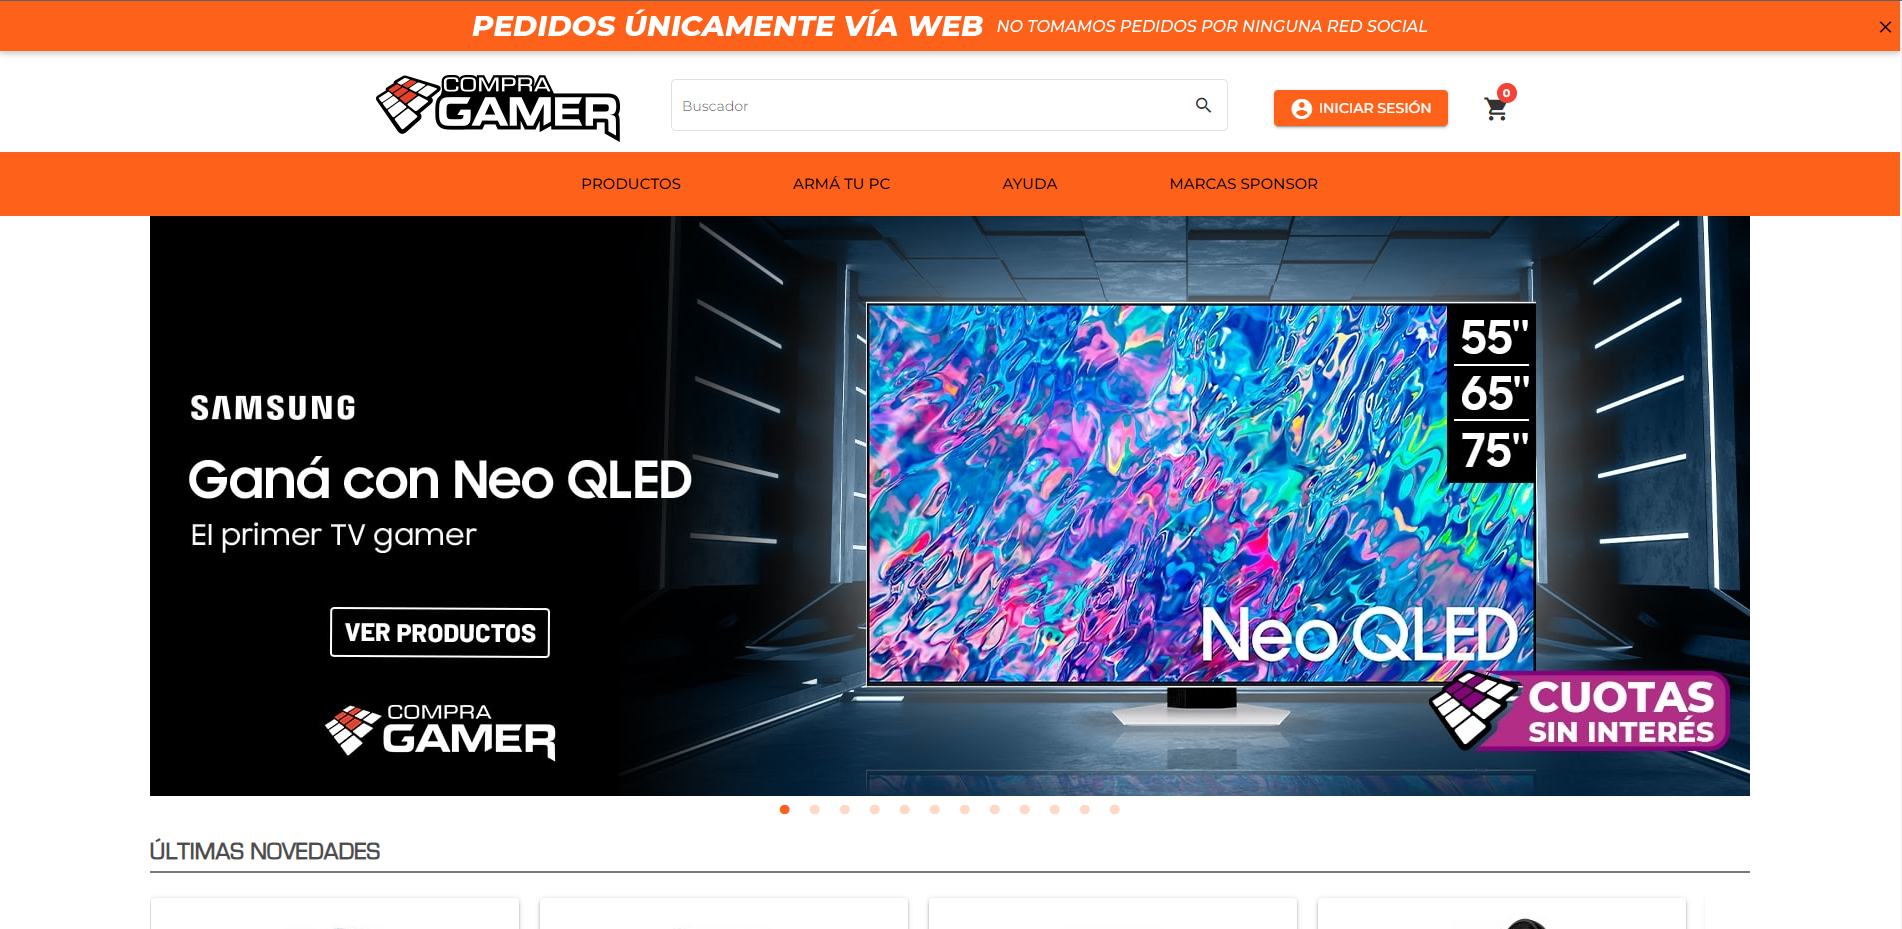 PEDIDOS ÚNICAMENTE VÍA WEB NO TOMAMOS PEDIDOS POR NINGUNA RED SOCIAL
COMPRA
GAMER
Buscador
INICIAR SESIÓN
0
PRODUCTOS ARMÁ TU PC AYUDA MARCAS SPONSOR
SAMSUNG
Ganá con Neo QLED
El primer TV gamer
VER PRODUCTOS
COMPRA
GAMER
55"
65"
75"
Neo QLED
CUOTAS
SIN INTERÉS
ÚLTIMAS NOVEDADES